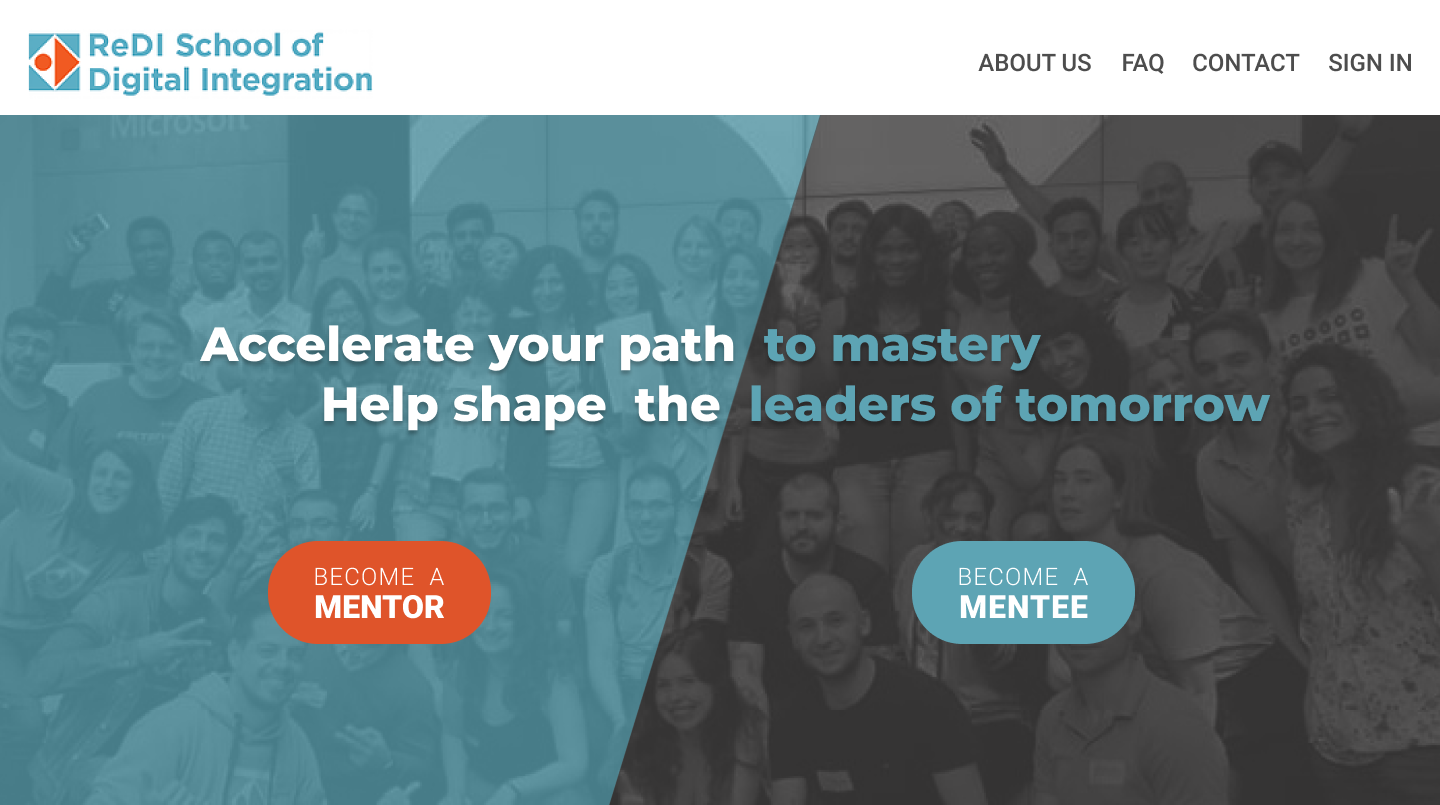 ReDI School of
Digital Integration
ABOUT US FAQ CONTACT SIGN IN
Microsoft
Accelerate your path to mastery
Help shape the leaders of tomorrow
BECOME A
MENTOR
BECOME A
MENTEE